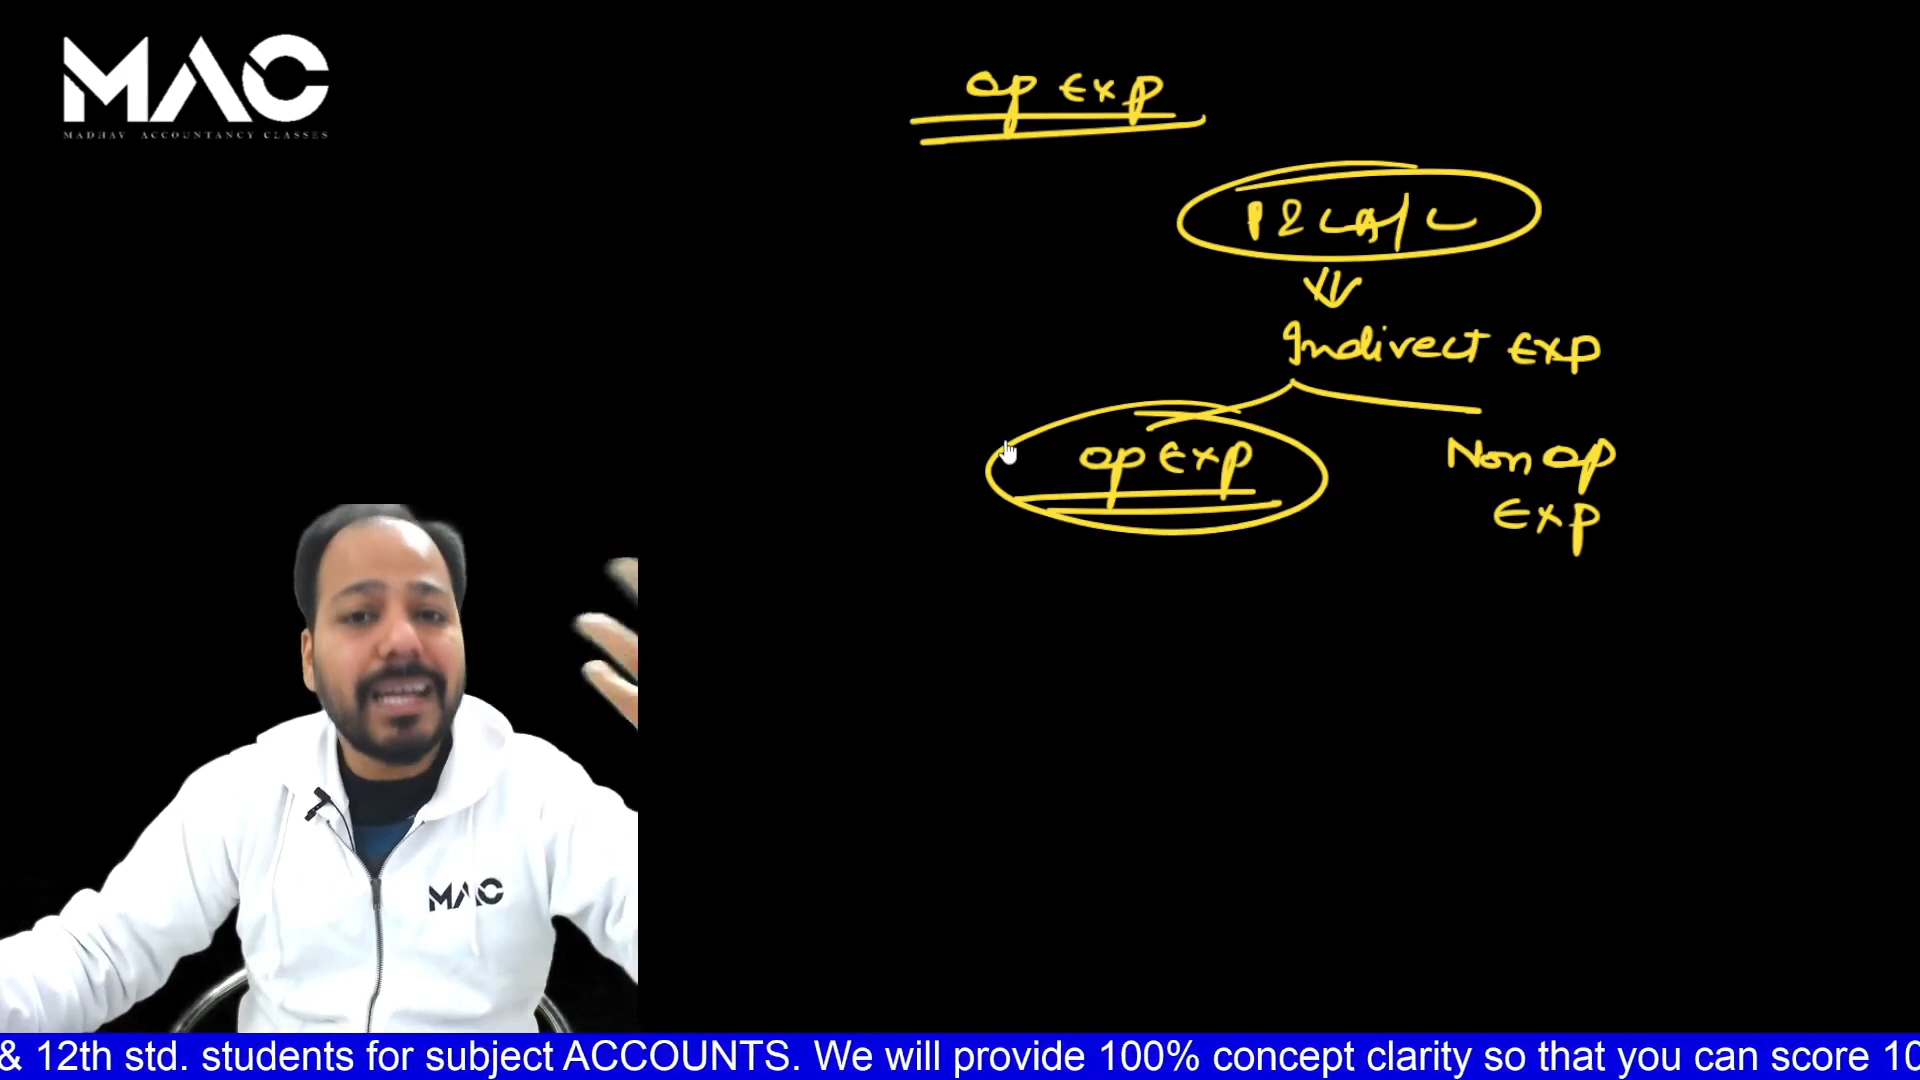 MAC
MADHAV ACCOUNTANCY CLASSES
Op Exp
P & L A/C
Indirect Exp
Op Exp
Non Op
Exp
MAC
& 12th std. students for subject ACCOUNTS. We will provide 100% concept clarity so that you can score 10